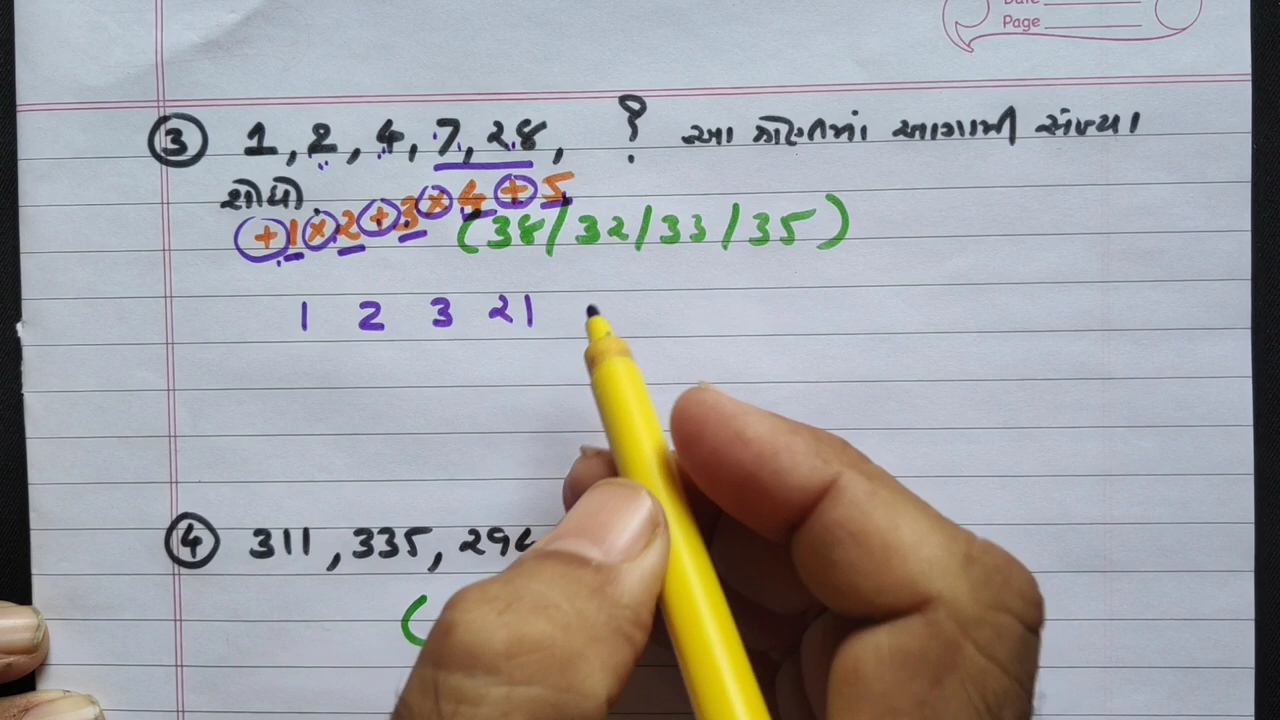 Page
③ 1, 2, 4, 7, 28, ? આ શ્રેણીમાં આગામી સંખ્યા
શોધો.
+1 ×2 +3 ×4 +5
(38/32/33/35)
1 2 3 21
④ 311, 335, 294
(